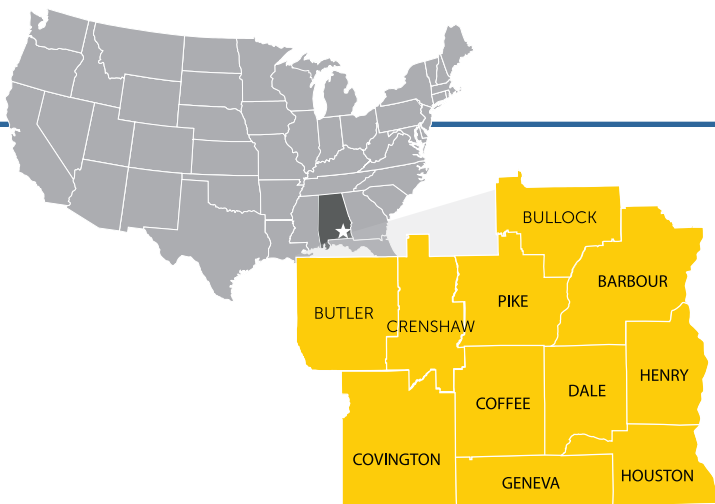 BULLOCK
BARBOUR
PIKE
BUTLER
CRENSHAW
HENRY
DALE
COFFEE
COVINGTON
HOUSTON
GENEVA